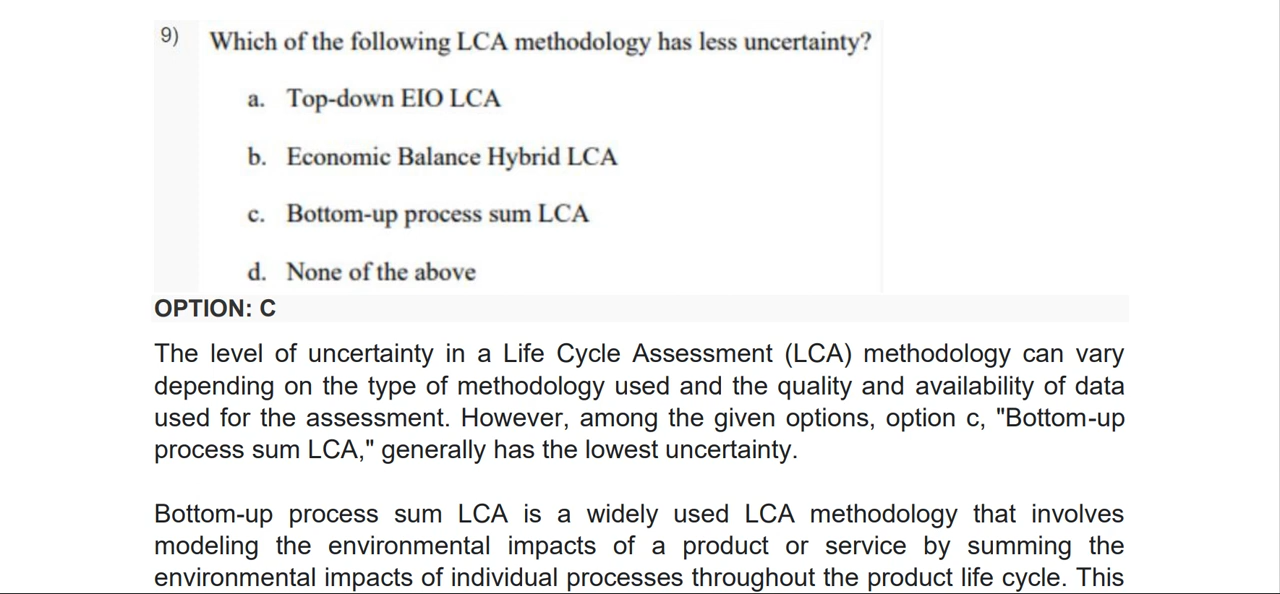 9) Which of the following LCA methodology has less uncertainty?
a. Top-down EIO LCA
b. Economic Balance Hybrid LCA
c. Bottom-up process sum LCA
d. None of the above
OPTION: C
The level of uncertainty in a Life Cycle Assessment (LCA) methodology can vary
depending on the type of methodology used and the quality and availability of data
used for the assessment. However, among the given options, option c, "Bottom-up
process sum LCA," generally has the lowest uncertainty.
Bottom-up process sum LCA is a widely used LCA methodology that involves
modeling the environmental impacts of a product or service by summing the
environmental impacts of individual processes throughout the product life cycle. This